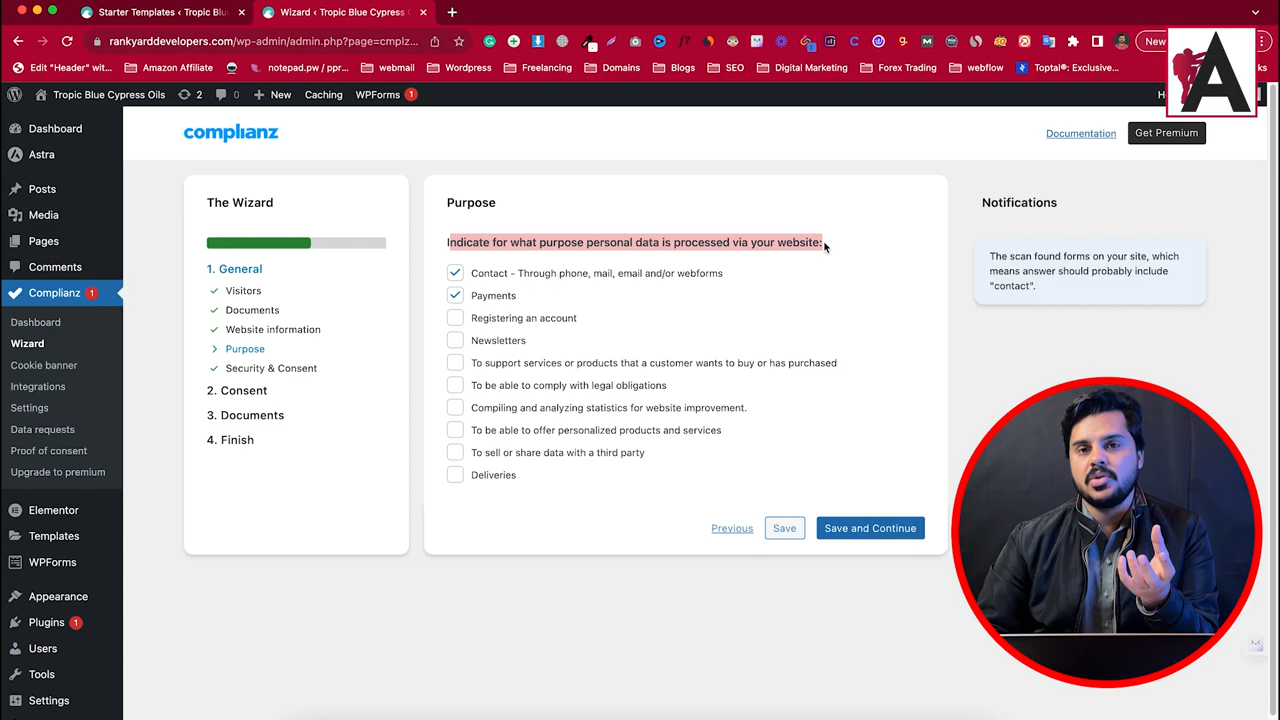 Starter Templates ‹ Tropic Blue
Wizard ‹ Tropic Blue Cypress
rankyarddevelopers.com/wp-admin/admin.php?page=cmplz...
New
Edit "Header" wit...
Amazon Affiliate
notepad.pw / ppr...
webmail
Wordpress
Freelancing
Domains
Blogs
SEO
Digital Marketing
Forex Trading
webflow
Toptal®: Exclusive...
A
Tropic Blue Cypress Oils
2
0
New
Caching
WPForms 1
Dashboard
Astra
Posts
Media
Pages
Comments
Complianz 1
Dashboard
Wizard
Cookie banner
Integrations
Settings
Data requests
Proof of consent
Upgrade to premium
Elementor
Templates
WPForms
Appearance
Plugins 1
Users
Tools
Settings
complianz
Documentation
Get Premium
The Wizard
1. General
Visitors
Documents
Website information
Purpose
Security & Consent
2. Consent
3. Documents
4. Finish
Purpose
Indicate for what purpose personal data is processed via your website:
Contact - Through phone, mail, email and/or webforms
Payments
Registering an account
Newsletters
To support services or products that a customer wants to buy or has purchased
To be able to comply with legal obligations
Compiling and analyzing statistics for website improvement.
To be able to offer personalized products and services
To sell or share data with a third party
Deliveries
Previous
Save
Save and Continue
Notifications
The scan found forms on your site, which
means answer should probably include
"contact".